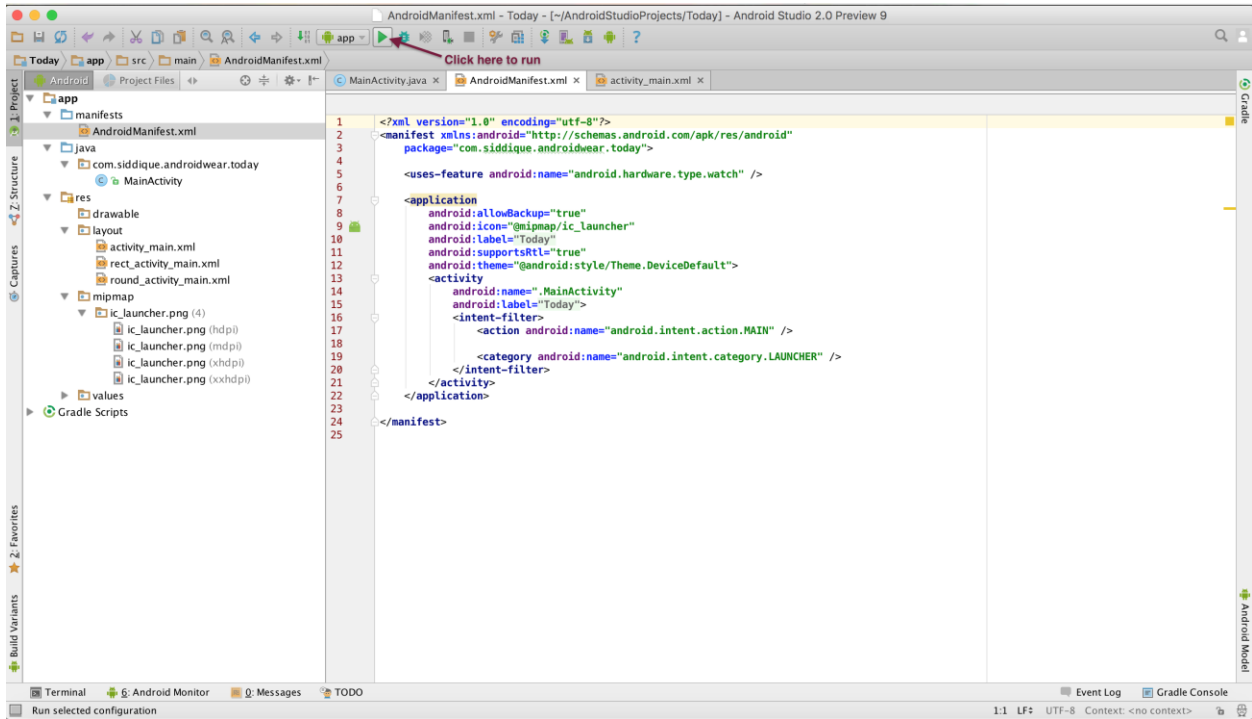 AndroidManifest.xml - Today - [~/AndroidStudioProjects/Today] - Android Studio 2.0 Preview 9
app
Click here to run
Today app src main AndroidManifest.xml
1: Project
Z: Structure
Captures
2: Favorites
Build Variants
Android Project Files
app
manifests
AndroidManifest.xml
java
com.siddique.androidwear.today
MainActivity
res
drawable
layout
activity_main.xml
rect_activity_main.xml
round_activity_main.xml
mipmap
ic_launcher.png (4)
ic_launcher.png (hdpi)
ic_launcher.png (mdpi)
ic_launcher.png (xhdpi)
ic_launcher.png (xxhdpi)
values
Gradle Scripts
MainActivity.java × AndroidManifest.xml × activity_main.xml ×
1 <?xml version="1.0" encoding="utf-8"?>
2 <manifest xmlns:android="http://schemas.android.com/apk/res/android"
3 package="com.siddique.androidwear.today">
4
5 <uses-feature android:name="android.hardware.type.watch" />
6
7 <application
8 android:allowBackup="true"
9 android:icon="@mipmap/ic_launcher"
10 android:label="Today"
11 android:supportsRtl="true"
12 android:theme="@android:style/Theme.DeviceDefault">
13 <activity
14 android:name=".MainActivity"
15 android:label="Today">
16 <intent-filter>
17 <action android:name="android.intent.action.MAIN" />
18
19 <category android:name="android.intent.category.LAUNCHER" />
20 </intent-filter>
21 </activity>
22 </application>
23
24 </manifest>
25
Gradle
Android Model
Terminal 6: Android Monitor 0: Messages TODO Event Log Gradle Console
Run selected configuration 1:1 LF÷ UTF-8 Context: <no context>